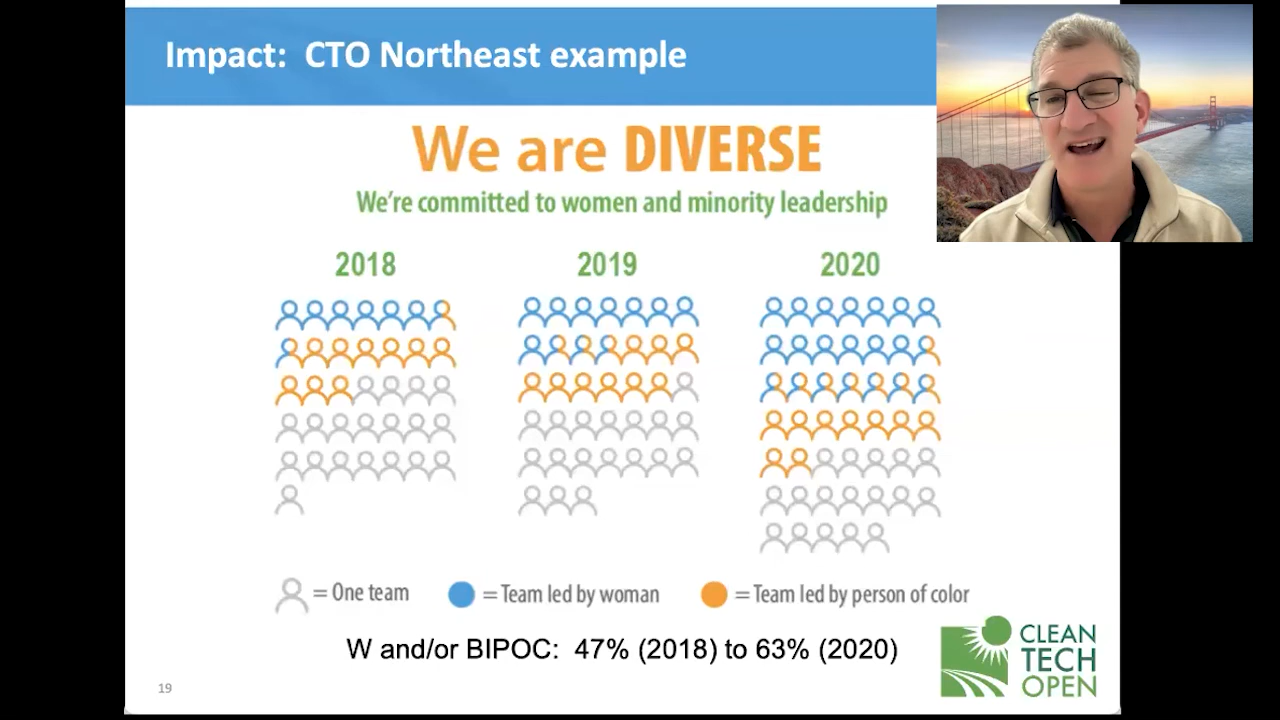 Impact: CTO Northeast example
We are DIVERSE
We're committed to women and minority leadership
2018 2019 2020
= One team = Team led by woman = Team led by person of color
W and/or BIPOC: 47% (2018) to 63% (2020)
19
CLEAN
TECH
OPEN